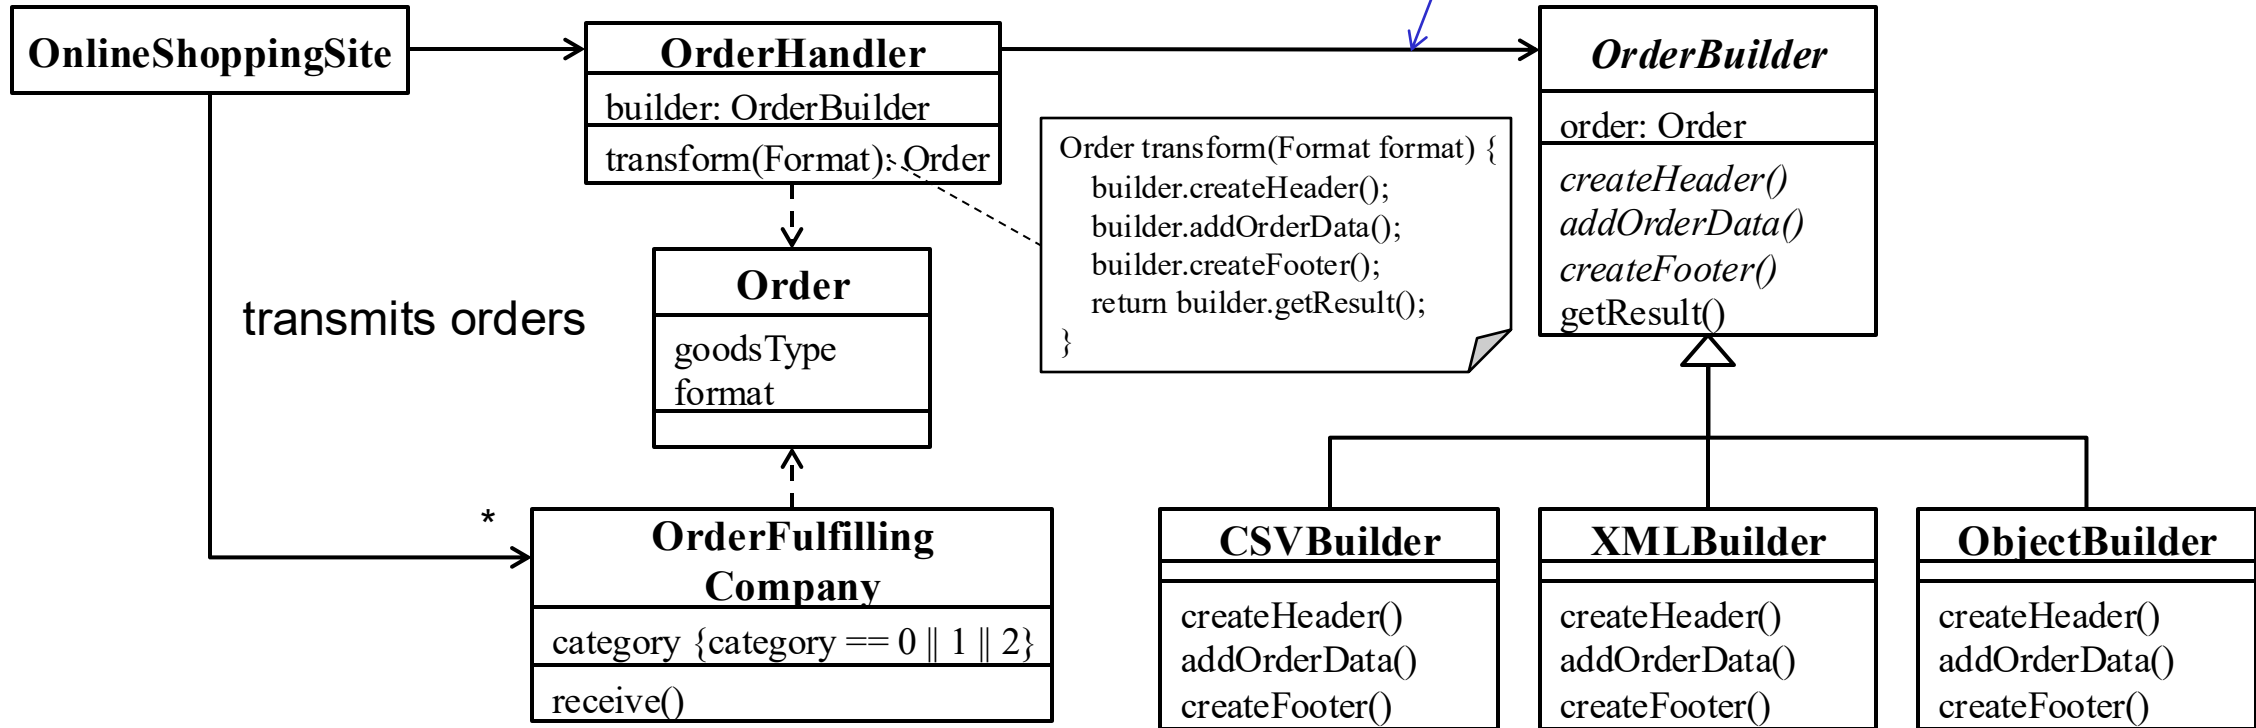 OnlineShoppingSite
OrderHandler
builder: OrderBuilder
transform(Format): Order
OrderBuilder
order: Order
createHeader()
addOrderData()
createFooter()
getResult()
Order transform(Format format) {
builder.createHeader();
builder.addOrderData();
builder.createFooter();
return builder.getResult();
}
Order
goodsType
format
transmits orders
*
OrderFulfilling
Company
category {category == 0 || 1 || 2}
receive()
CSVBuilder
createHeader()
addOrderData()
createFooter()
XMLBuilder
createHeader()
addOrderData()
createFooter()
ObjectBuilder
createHeader()
addOrderData()
createFooter()